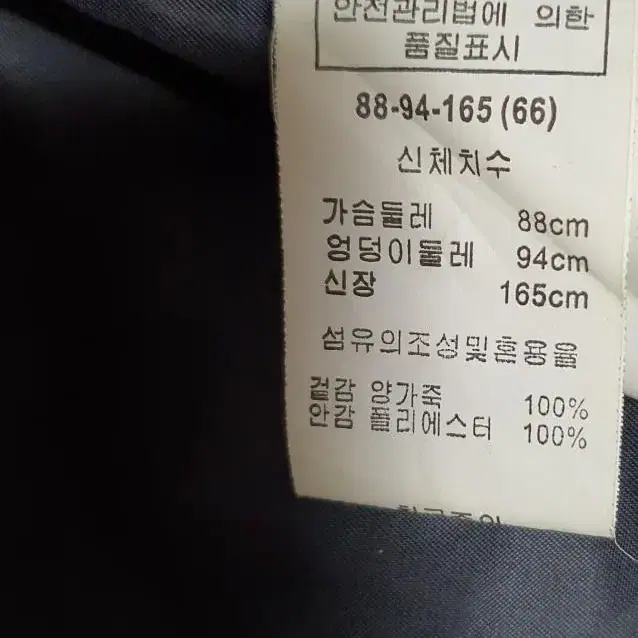 안전관리법에 의한
품질표시
88-94-165 (66)
신체치수
가슴둘레 88cm
엉덩이둘레 94cm
신장 165cm
섬유의조성및혼용율
겉감 양가죽 100%
안감 폴리에스터 100%